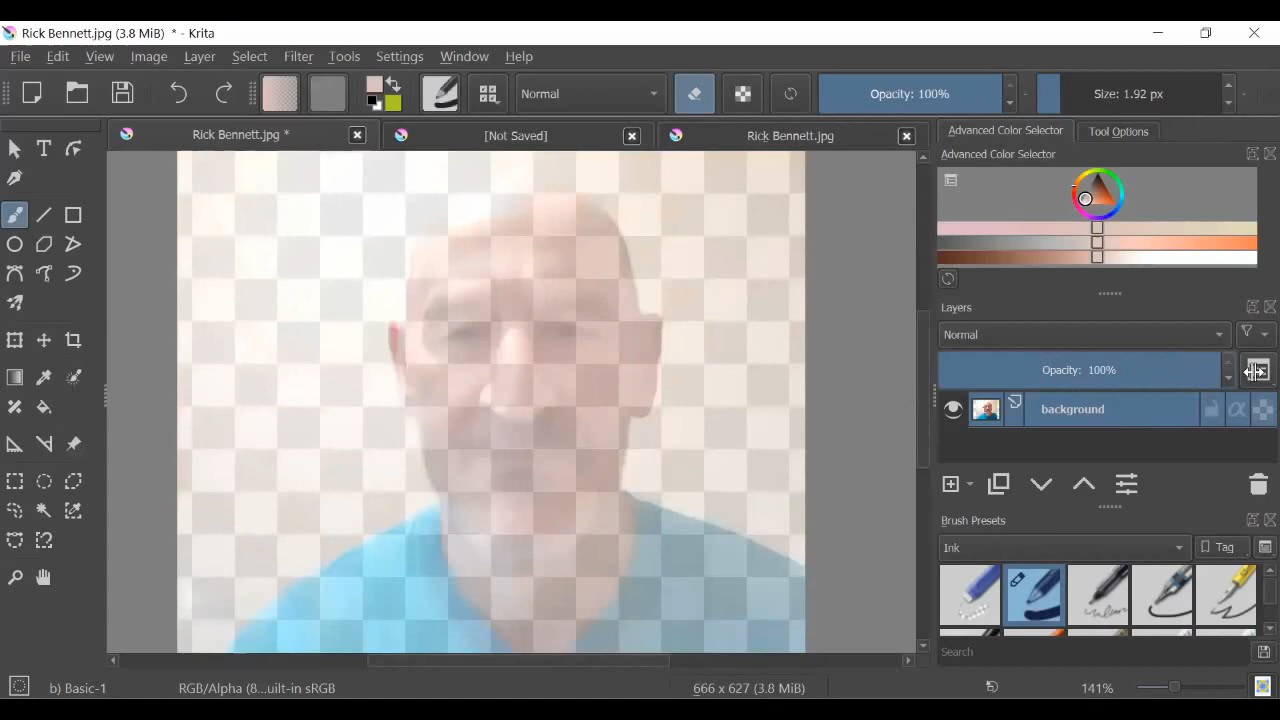 Rick Bennett.jpg (3.8 MiB) * - Krita
File Edit View Image Layer Select Filter Tools Settings Window Help
Normal Opacity: 100% Size: 1.92 px
Rick Bennett.jpg * [Not Saved] Rick Bennett.jpg
Advanced Color Selector Tool Options
Advanced Color Selector
Layers
Normal
Opacity: 100%
background
Brush Presets
Ink Tag
Search
b) Basic-1 RGB/Alpha (8...uilt-in sRGB 666 x 627 (3.8 MiB) 141%